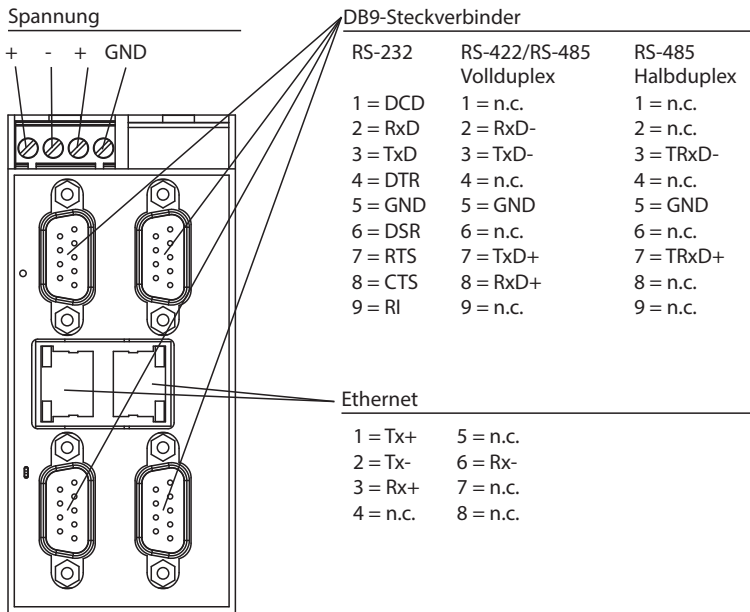 Spannung
+ - + GND
DB9-Steckverbinder
RS-232 RS-422/RS-485 Vollduplex RS-485 Halbduplex
1 = DCD 1 = n.c. 1 = n.c.
2 = RxD 2 = RxD- 2 = n.c.
3 = TxD 3 = TxD- 3 = TRxD-
4 = DTR 4 = n.c. 4 = n.c.
5 = GND 5 = GND 5 = GND
6 = DSR 6 = n.c. 6 = n.c.
7 = RTS 7 = TxD+ 7 = TRxD+
8 = CTS 8 = RxD+ 8 = n.c.
9 = RI 9 = n.c. 9 = n.c.
Ethernet
1 = Tx+ 5 = n.c.
2 = Tx- 6 = Rx-
3 = Rx+ 7 = n.c.
4 = n.c. 8 = n.c.